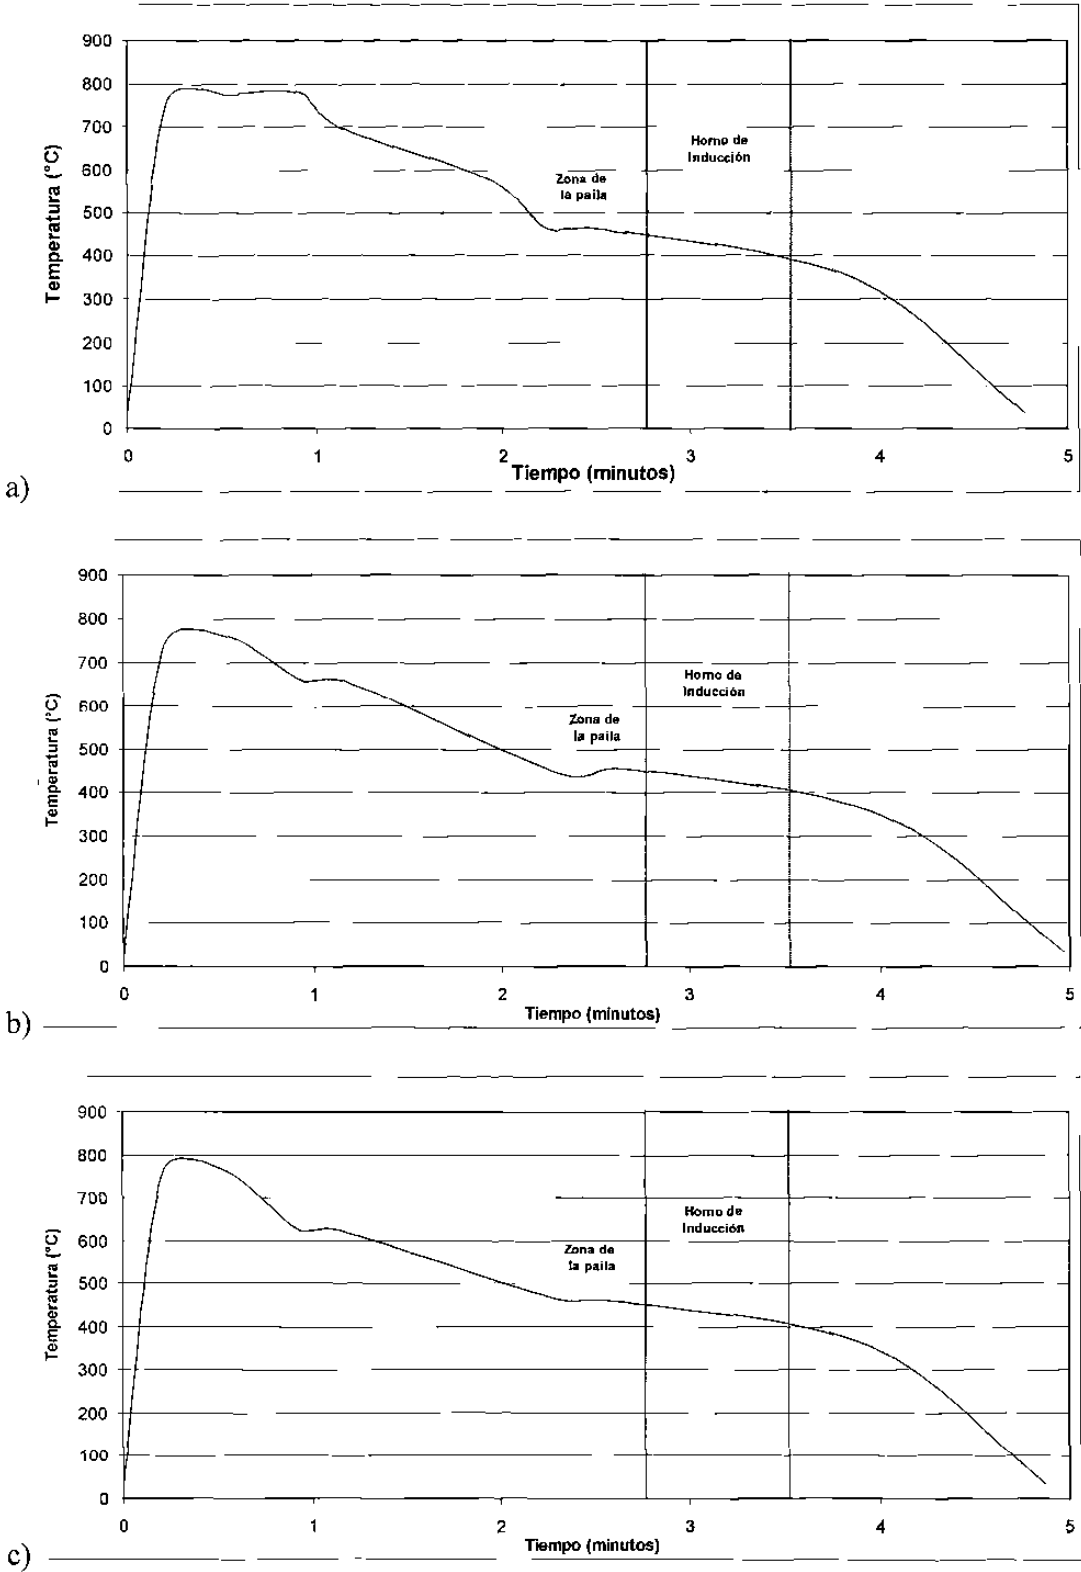 900
800
700
600
500
400
300
200
100
0
Temperatura (°C)
Horno de
Inducción
Zona de
la paila
0 1 2 3 4 5
Tiempo (minutos)
a)
900
800
700
600
500
400
300
200
100
0
Temperatura (°C)
Horno de
Inducción
Zona de
la paila
0 1 2 3 4 5
Tiempo (minutos)
b)
900
800
700
600
500
400
300
200
100
0
Temperatura (°C)
Horno de
Inducción
Zona de
la paila
0 1 2 3 4 5
Tiempo (minutos)
c)